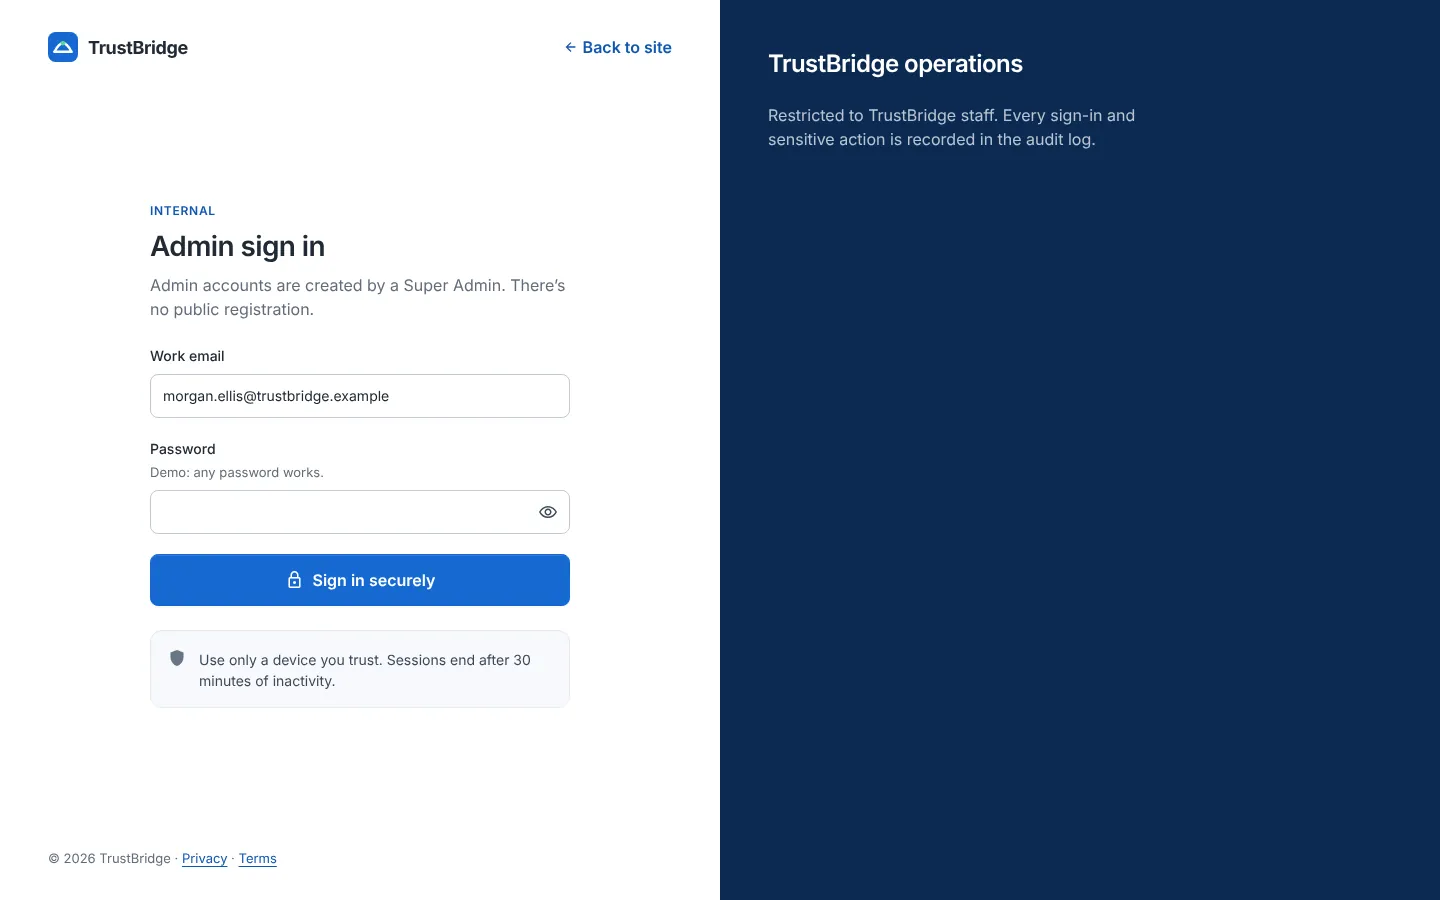 TrustBridge
← Back to site
INTERNAL
Admin sign in
Admin accounts are created by a Super Admin. There’s
no public registration.
Work email
morgan.ellis@trustbridge.example
Password
Demo: any password works.
Sign in securely
Use only a device you trust. Sessions end after 30
minutes of inactivity.
© 2026 TrustBridge · Privacy · Terms
TrustBridge operations
Restricted to TrustBridge staff. Every sign-in and
sensitive action is recorded in the audit log.